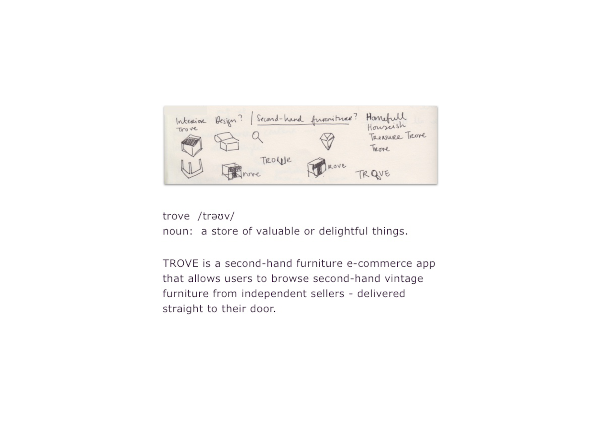 Interior Design? | Second-hand furniture? Homefull
Trove
Houseish
Treasure Trove
Trove
TROVE
Trove
Trove
TROVE
trove /trəʊv/
noun: a store of valuable or delightful things.
TROVE is a second-hand furniture e-commerce app
that allows users to browse second-hand vintage
furniture from independent sellers - delivered
straight to their door.